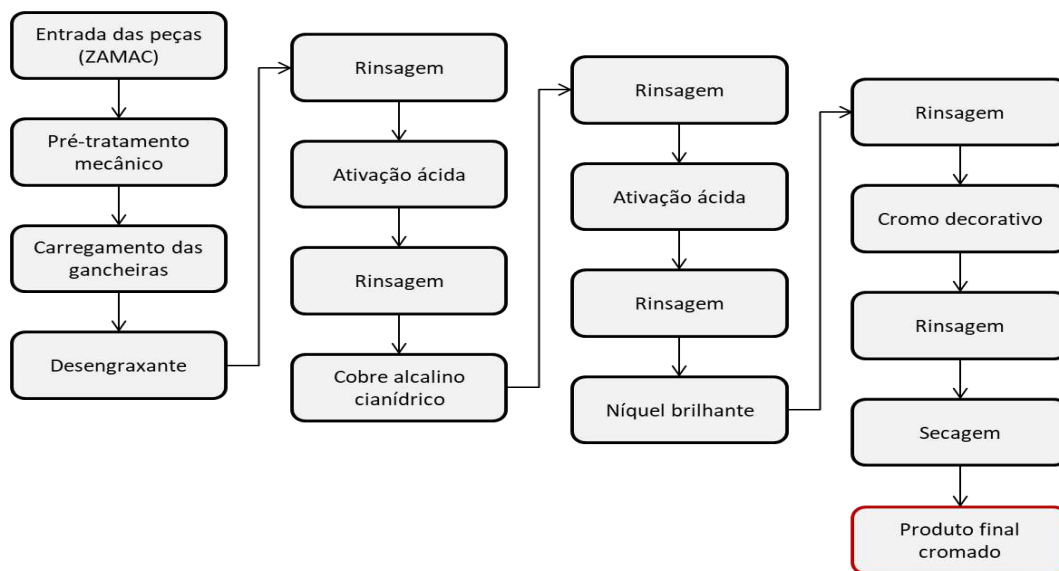 Entrada das peças
(ZAMAC)
Pré-tratamento
mecânico
Carregamento das
gancheiras
Desengraxante
Rinsagem
Ativação ácida
Rinsagem
Cobre alcalino
cianídrico
Rinsagem
Ativação ácida
Rinsagem
Níquel brilhante
Rinsagem
Cromo decorativo
Rinsagem
Secagem
Produto final
cromado